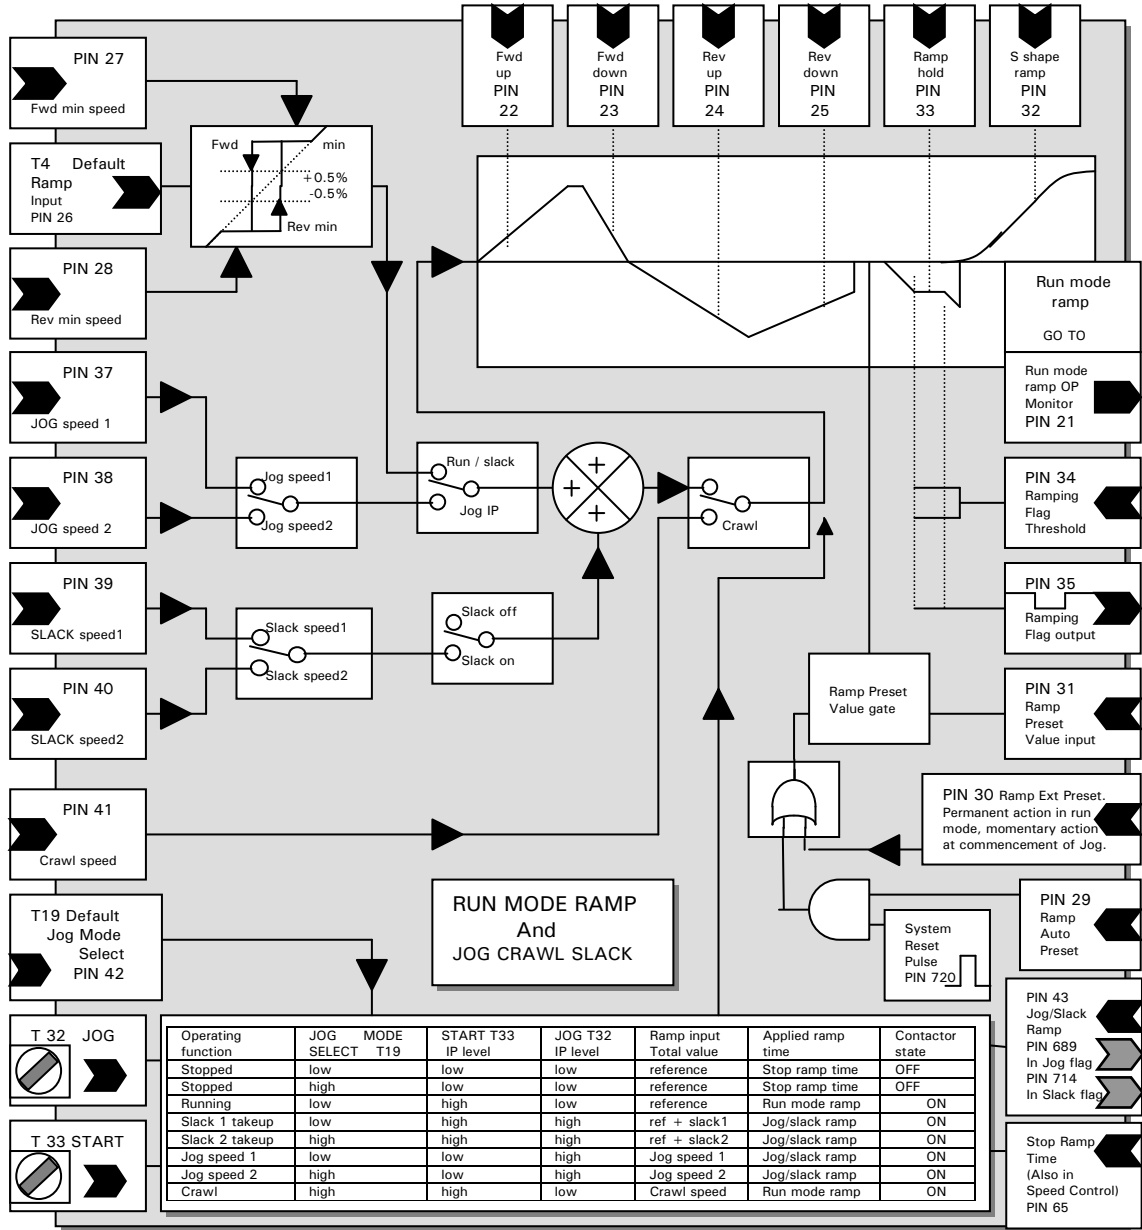 PIN 27
Fwd min speed
T4 Default
Ramp
Input
PIN 26
PIN 28
Rev min speed
PIN 37
JOG speed 1
PIN 38
JOG speed 2
PIN 39
SLACK speed1
PIN 40
SLACK speed2
PIN 41
Crawl speed
T19 Default
Jog Mode
Select
PIN 42
T 32 JOG
T 33 START
Fwd
min
+0.5%
-0.5%
Rev min
Fwd
up
PIN
22
Fwd
down
PIN
23
Rev
up
PIN
24
Rev
down
PIN
25
Ramp
hold
PIN
33
S shape
ramp
PIN
32
Run mode
ramp
GO TO
Run mode
ramp OP
Monitor
PIN 21
PIN 34
Ramping
Flag
Threshold
PIN 35
Ramping
Flag output
PIN 31
Ramp
Preset
Value input
PIN 30 Ramp Ext Preset.
Permanent action in run
mode, momentary action
at commencement of Jog.
PIN 29
Ramp
Auto
Preset
System
Reset
Pulse
PIN 720
PIN 43
Jog/Slack
Ramp
PIN 689
In Jog flag
PIN 714
In Slack flag
Stop Ramp
Time
(Also in
Speed Control)
PIN 65
Jog speed1
Jog speed2
Run / slack
Jog IP
+
+
+
Crawl
Slack speed1
Slack speed2
Slack off
Slack on
Ramp Preset
Value gate
RUN MODE RAMP
And
JOG CRAWL SLACK
Operating function JOG MODE SELECT T19 START T33 IP level JOG T32 IP level Ramp input Total value Applied ramp time Contactor state
Stopped low low low reference Stop ramp time OFF
Stopped high low low reference Stop ramp time OFF
Running low high low reference Run mode ramp ON
Slack 1 takeup low high high ref + slack1 Jog/slack ramp ON
Slack 2 takeup high high high ref + slack2 Jog/slack ramp ON
Jog speed 1 low low high Jog speed 1 Jog/slack ramp ON
Jog speed 2 high low high Jog speed 2 Jog/slack ramp ON
Crawl high high low Crawl speed Run mode ramp ON